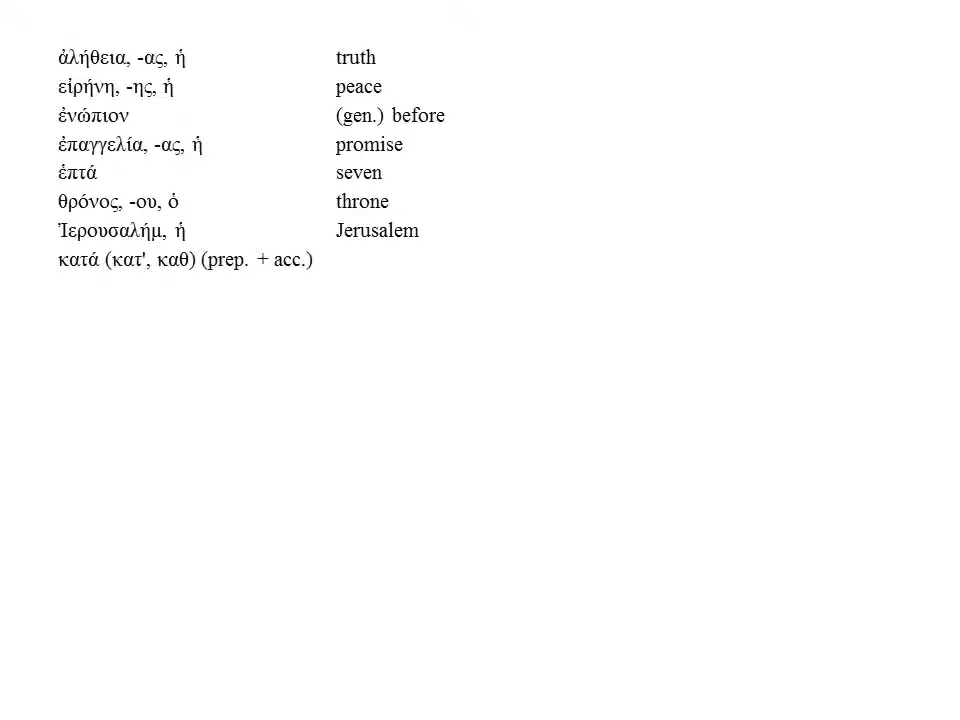 ἀλήθεια, -ας, ἡ truth
εἰρήνη, -ης, ἡ peace
ἐνώπιον (gen.) before
ἐπαγγελία, -ας, ἡ promise
ἑπτά seven
θρόνος, -ου, ὁ throne
Ἰερουσαλήμ, ἡ Jerusalem
κατά (κατ', καθ) (prep. + acc.)